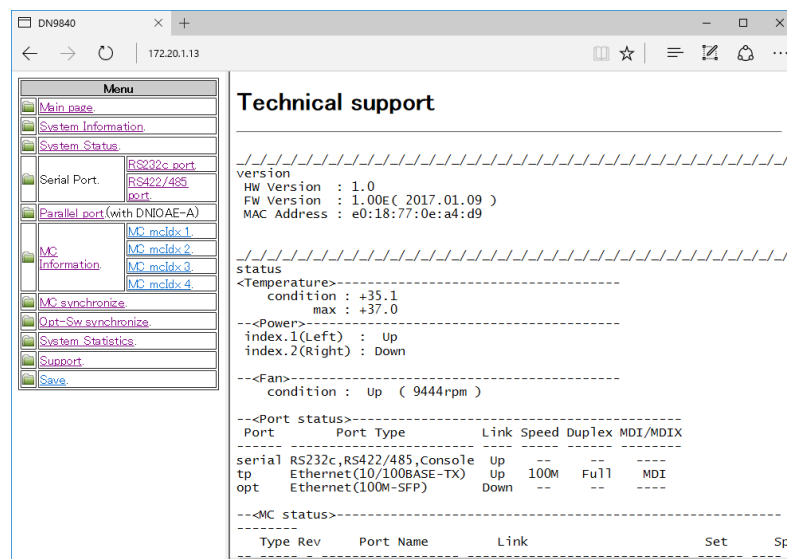 DN9840
172.20.1.13
Menu
Main page.
System Information.
System Status.
Serial Port.
RS232c port.
RS422/485
port.
Parallel port.(with DNIOAE-A)
MC
Information.
MC mcIdx 1.
MC mcIdx 2.
MC mcIdx 3.
MC mcIdx 4.
MC synchronize.
Opt-Sw synchronize.
System Statistics.
Support.
Save.
Technical support
_/_/_/_/_/_/_/_/_/_/_/_/_/_/_/_/_/_/_/_/_/_/_/_/_/_/_/_/_/_/_/_/_/_/_/_/
version
HW Version : 1.0
FW Version : 1.00E( 2017.01.09 )
MAC Address : e0:18:77:0e:a4:d9
_/_/_/_/_/_/_/_/_/_/_/_/_/_/_/_/_/_/_/_/_/_/_/_/_/_/_/_/_/_/_/_/_/_/_/_/
status
<Temperature>-------------------------------------
condition : +35.1
max : +37.0
--<Power>-----------------------------------------
index.1(Left) : Up
index.2(Right) : Down
--<Fan>-------------------------------------------
condition : Up ( 9444rpm )
--<Port status>-------------------------------------------
Port Port Type Link Speed Duplex MDI/MDIX
------ ------------------------ ---- ----- ------ --------
serial RS232c,RS422/485,Console Up -- -- ----
tp Ethernet(10/100BASE-TX) Up 100M Full MDI
opt Ethernet(100M-SFP) Down -- -- ----
--<MC status>---------------------------------------------------------
--------
Type Rev Port Name Link Set Sp